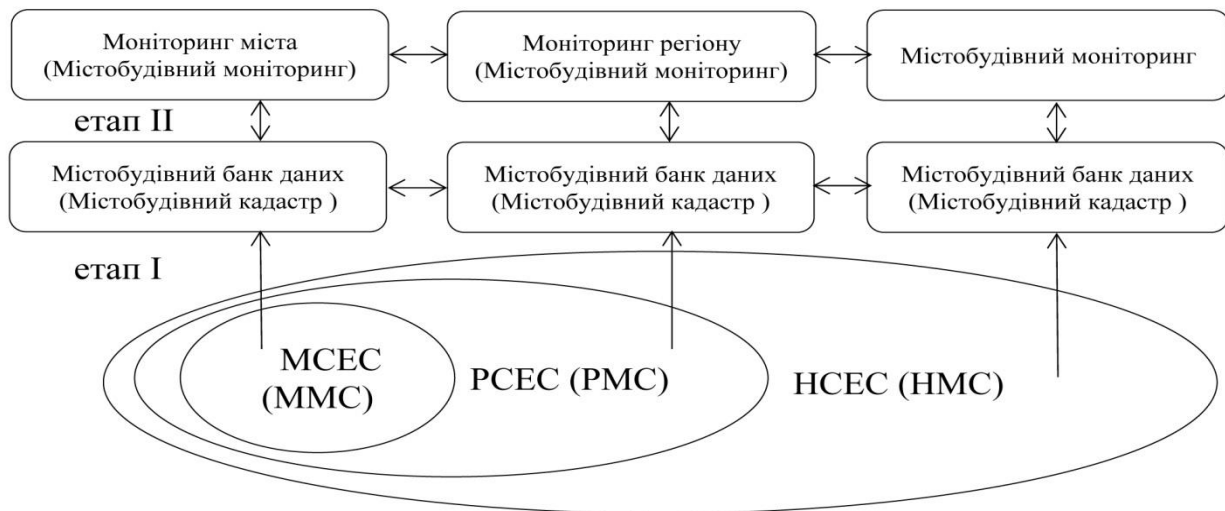 Моніторинг міста
(Містобудівний моніторинг)
Моніторинг регіону
(Містобудівний моніторинг)
Містобудівний моніторинг
етап II
Містобудівний банк даних
(Містобудівний кадастр )
Містобудівний банк даних
(Містобудівний кадастр )
Містобудівний банк даних
(Містобудівний кадастр )
етап I
МСЕС
(ММС)
РСЕС (РМС)
НСЕС (НМС)